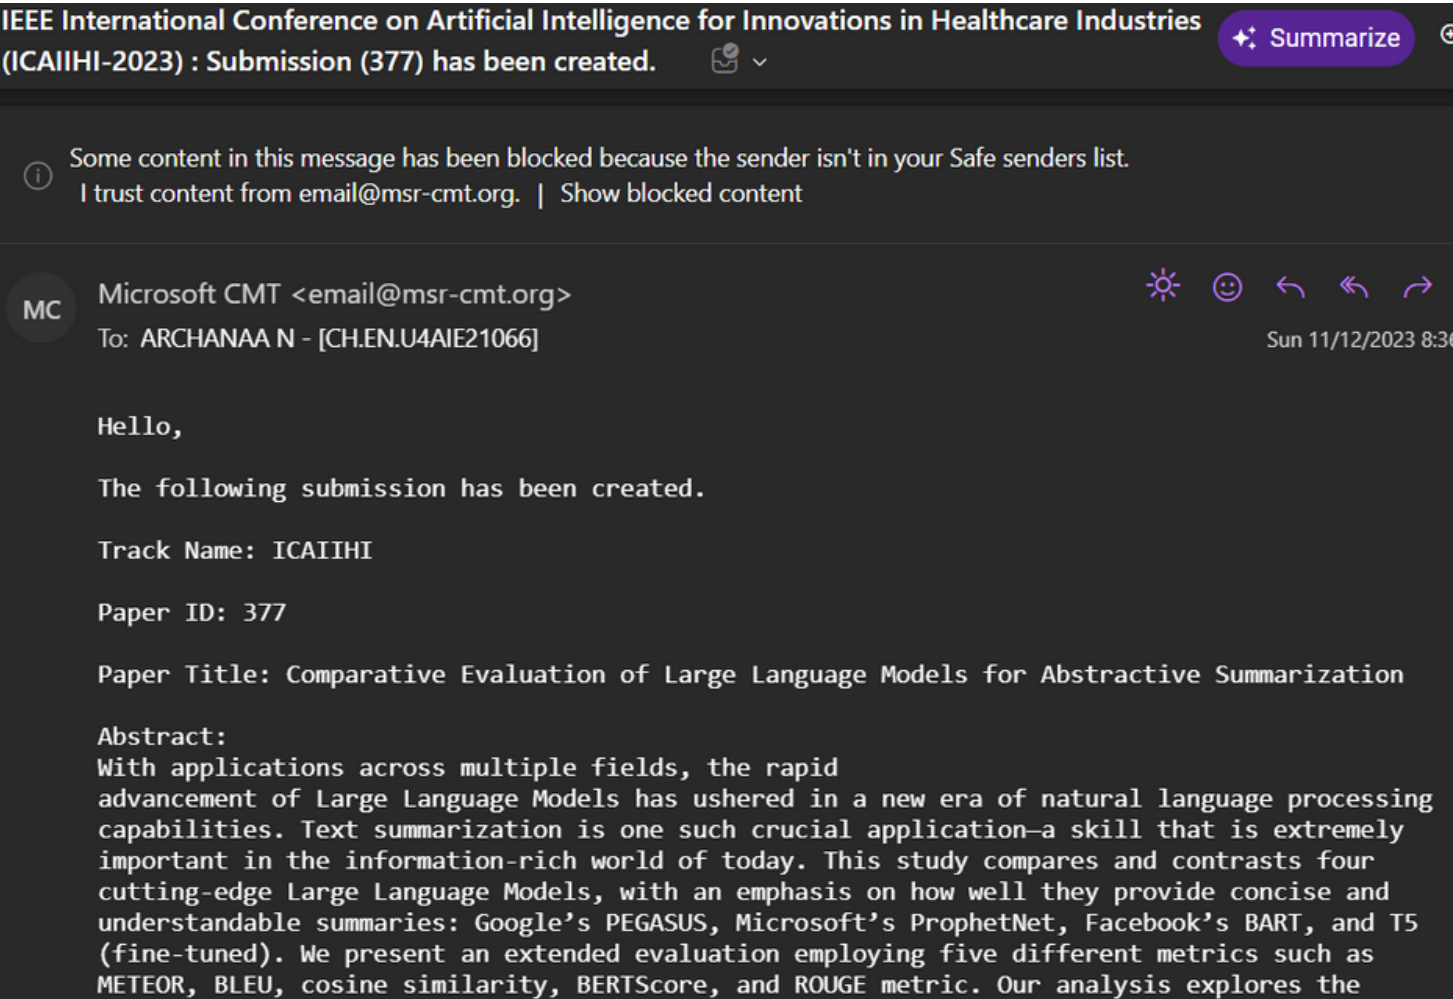 IEEE International Conference on Artificial Intelligence for Innovations in Healthcare Industries
(ICAIIHI-2023) : Submission (377) has been created.
Summarize
Some content in this message has been blocked because the sender isn't in your Safe senders list.
I trust content from email@msr-cmt.org. | Show blocked content
MC
Microsoft CMT <email@msr-cmt.org>
To: ARCHANAA N - [CH.EN.U4AIE21066]
Sun 11/12/2023 8:36
Hello,
The following submission has been created.
Track Name: ICAIIHI
Paper ID: 377
Paper Title: Comparative Evaluation of Large Language Models for Abstractive Summarization
Abstract:
With applications across multiple fields, the rapid
advancement of Large Language Models has ushered in a new era of natural language processing
capabilities. Text summarization is one such crucial application—a skill that is extremely
important in the information-rich world of today. This study compares and contrasts four
cutting-edge Large Language Models, with an emphasis on how well they provide concise and
understandable summaries: Google’s PEGASUS, Microsoft’s ProphetNet, Facebook’s BART, and T5
(fine-tuned). We present an extended evaluation employing five different metrics such as
METEOR, BLEU, cosine similarity, BERTScore, and ROUGE metric. Our analysis explores the